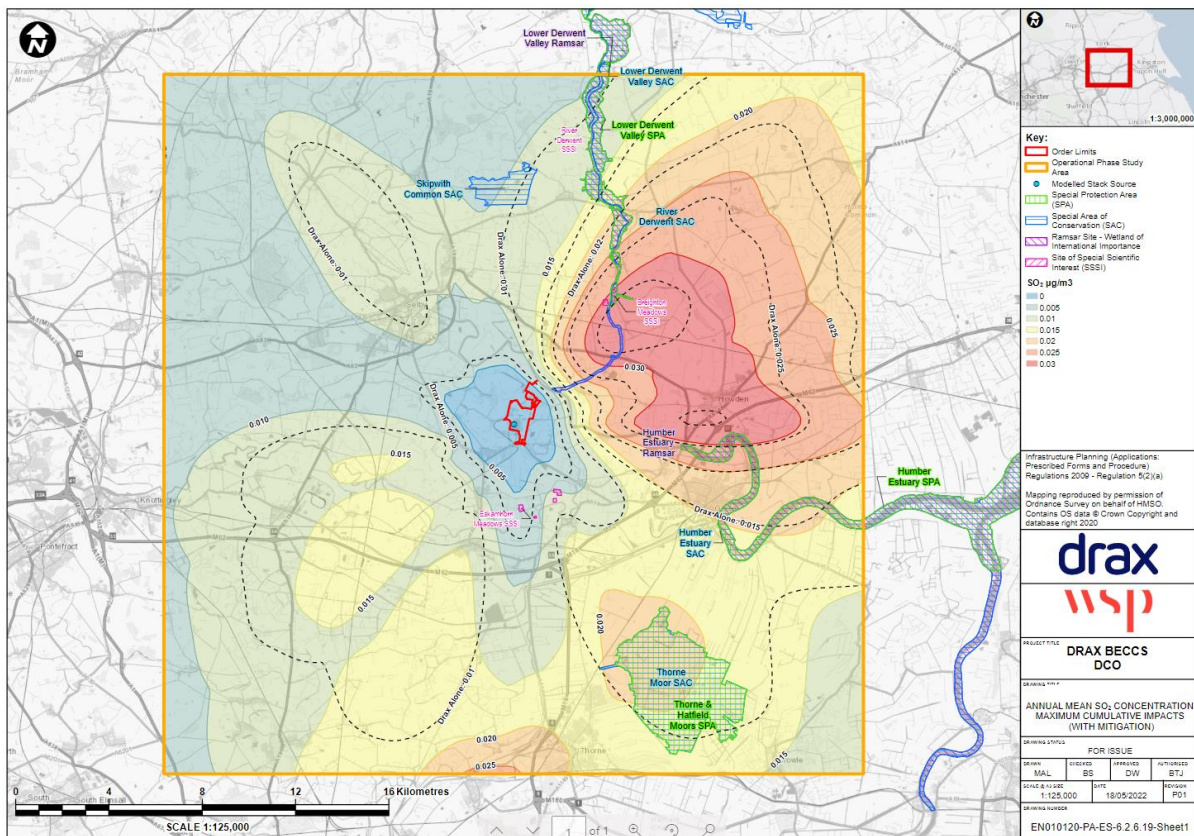 N
Lower Derwent
Valley Ramsar
Lower Derwent
Valley SAC
Lower Derwent
Valley SPA
River
Derwent
SSSI
Skipwith
Common SAC
River
Derwent SAC
Breighton
Meadows
SSSI
Howden
Humber
Estuary
Ramsar
Humber
Estuary SPA
Humber
Estuary
SAC
Eskamhorn
Meadows SSSI
Thorne
Moor SAC
Thorne &
Hatfield
Moors SPA
Selby
Knottingley
Pontefract
Thorne
0.020
0.015
0.025
0.030
0.010
0.015
0.005
0.015
0.020
0.020
0.025
0.015
Drax Alone: 0.01
Drax Alone: 0.01
Drax Alone: 0.02
Drax Alone: 0.025
Drax Alone: 0.005
Drax Alone: 0.015
Drax Alone: 0.01
0 4 8 12 16 Kilometres
SCALE 1:125,000
1 of 1
N
1:3,000,000
Key:
Order Limits
Operational Phase Study
Area
Modelled Stack Source
Special Protection Area
(SPA)
Special Area of
Conservation (SAC)
Ramsar Site - Wetland of
International Importance
Site of Special Scientific
Interest (SSSI)
SO₂ µg/m3
0
0.005
0.01
0.015
0.02
0.025
0.03
Infrastructure Planning (Applications:
Prescribed Forms and Procedure)
Regulations 2009 - Regulation 5(2)(a)
Mapping reproduced by permission of
Ordnance Survey on behalf of HMSO.
Contains OS data © Crown Copyright and
database right 2020
drax
wsp
PROJECT TITLE
DRAX BECCS
DCO
DRAWING TITLE
ANNUAL MEAN SO₂ CONCENTRATION
MAXIMUM CUMULATIVE IMPACTS
(WITH MITIGATION)
DRAWING STATUS
FOR ISSUE
DRAWN CHECKED APPROVED AUTHORISED
MAL BS DW BTJ
SCALE @ A3 SIZE DATE REVISION
1:125,000 18/05/2022 P01
DRAWING NUMBER
EN010120-PA-ES-6.2.6.19-Sheet1